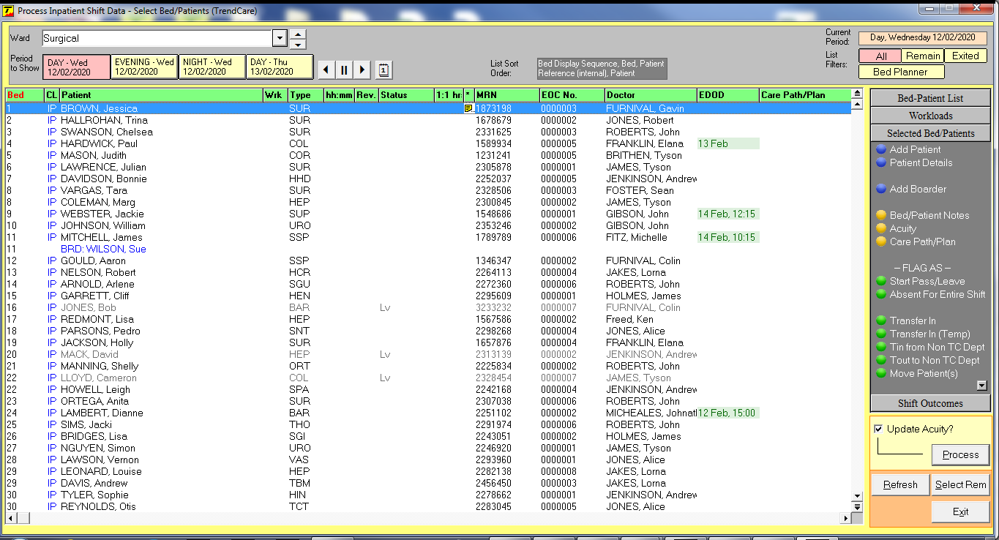 Process Inpatient Shift Data - Select Bed/Patients (TrendCare)
Ward Surgical
Current Period: Day, Wednesday 12/02/2020
Period to Show
DAY - Wed 12/02/2020
EVENING - Wed 12/02/2020
NIGHT - Wed 12/02/2020
DAY - Thu 13/02/2020
1
List Sort Order: Bed Display Sequence, Bed, Patient Reference (internal), Patient
List Filters: All Remain Exited
Bed Planner
Bed CL Patient Wrk Type hh:mm Rev. Status 1:1 hr. * MRN EOC No. Doctor EDOD Care Path/Plan
1 IP BROWN, Jessica SUR 1873198 0000003 FURNIVAL, Gavin
2 IP HALLROHAN, Trina SUR 1678679 0000002 JONES, Robert
3 IP SWANSON, Chelsea SUR 2331625 0000003 ROBERTS, John
4 IP HARDWICK, Paul COL 1589934 0000005 FRANKLIN, Elana 13 Feb
5 IP MASON, Judith COR 1231241 0000005 BRITHEN, Tyson
6 IP LAWRENCE, Julian SUR 2305878 0000001 JAMES, Tyson
7 IP DAVIDSON, Bonnie HHD 2252037 0000005 JENKINSON, Andrew
8 IP VARGAS, Tara SUR 2328506 0000003 FOSTER, Sean
8 IP COLEMAN, Marg HEP 2300845 0000002 JAMES, Tyson
9 IP WEBSTER, Jackie SUP 1548686 0000001 GIBSON, John 14 Feb, 12:15
10 IP JOHNSON, William URO 2353246 0000002 GIBSON, John
11 IP MITCHELL, James SSP 1789789 0000006 FITZ, Michelle 14 Feb, 10:15
11 BRD: WILSON, Sue
12 IP GOULD, Aaron SSP 1346347 0000002 FURNIVAL, Colin
13 IP NELSON, Robert HCR 2264113 0000004 JAKES, Lorna
14 IP ARNOLD, Arlene SGU 2272360 0000006 ROBERTS, John
15 IP GARRETT, Cliff HEN 2295609 0000001 HOLMES, James
16 IP JONES, Bob BAR Lv 3233232 0000007 FURNIVAL, Colin
17 IP REDMONT, Lisa HEP 1567586 0000002 Freed, Ken
18 IP PARSONS, Pedro SNT 2298268 0000004 JONES, Alice
19 IP JACKSON, Holly SUR 1657876 0000004 FRANKLIN, Elana
20 IP MACK, David HEP Lv 2313139 0000002 JENKINSON, Andrew
21 IP MANNING, Shelly ORT 2225834 0000002 ROBERTS, John
22 IP LLOYD, Cameron COL Lv 2328454 0000007 JAMES, Tyson
22 IP HOWELL, Leigh SPA 2242168 0000004 JENKINSON, Andrew
23 IP ORTEGA, Anita SUR 2307038 0000006 ROBERTS, John
24 IP LAMBERT, Dianne BAR 2251102 0000002 MICHEALES, Johnatl 12 Feb, 15:00
25 IP SIMS, Jacki THO 2291974 0000006 ROBERTS, John
26 IP BRIDGES, Lisa SGI 2243051 0000002 HOLMES, James
27 IP NGUYEN, Simon URO 2246920 0000001 JAMES, Tyson
28 IP LAWSON, Vernon VAS 2293960 0000001 JONES, Alice
29 IP LEONARD, Louise HEP 2282138 0000008 JAKES, Lorna
29 IP DAVIS, Andrew TBM 2456450 0000003 JAKES, Lorna
30 IP TYLER, Sophie HIN 2278662 0000001 JENKINSON, Andrew
30 IP REYNOLDS, Otis TCT 2283045 0000005 JONES, Alice
Bed-Patient List
Workloads
Selected Bed/Patients
Add Patient
Patient Details
Add Boarder
Bed/Patient Notes
Acuity
Care Path/Plan
-- FLAG AS --
Start Pass/Leave
Absent For Entire Shift
Transfer In
Transfer In (Temp)
Tin from Non TC Dept
Tout to Non TC Dept
Move Patient(s)
Shift Outcomes
Update Acuity?
Process
Refresh Select Rem
Exit